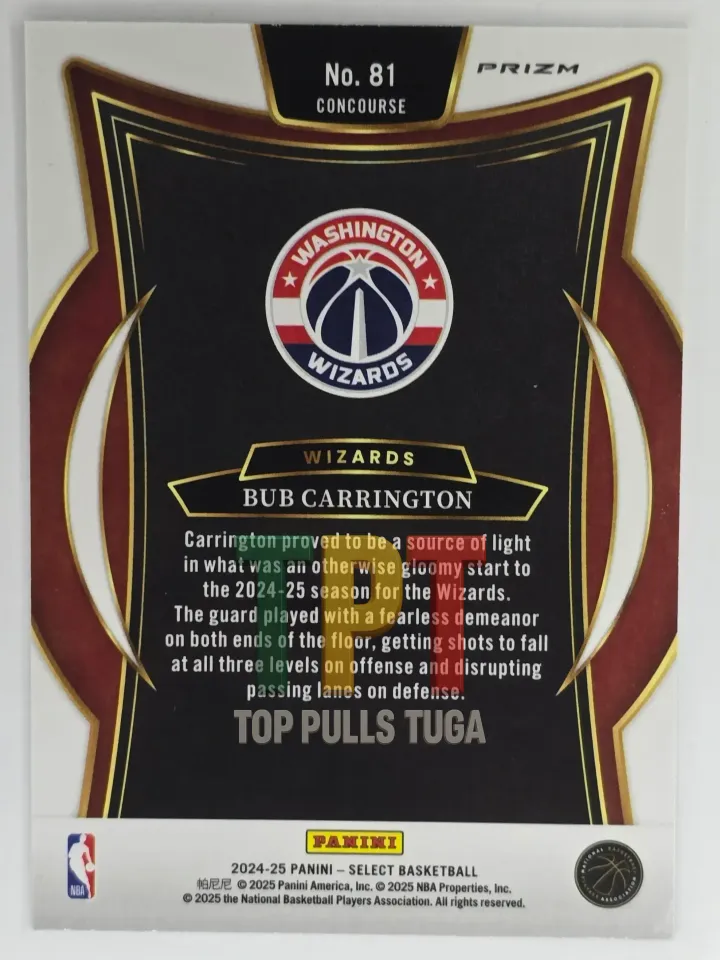 No. 81
CONCOURSE
PRIZM
WASHINGTON
WIZARDS
WIZARDS
BUB CARRINGTON
Carrington proved to be a source of light
in what was an otherwise gloomy start to
the 2024-25 season for the Wizards.
The guard played with a fearless demeanor
on both ends of the floor, getting shots to fall
at all three levels on offense and disrupting
passing lanes on defense.
TPT
TOP PULLS TUGA
PANINI
NBA
2024-25 PANINI – SELECT BASKETBALL
帕尼尼 © 2025 Panini America, Inc. © 2025 NBA Properties, Inc.
© 2025 the National Basketball Players Association. All rights reserved.